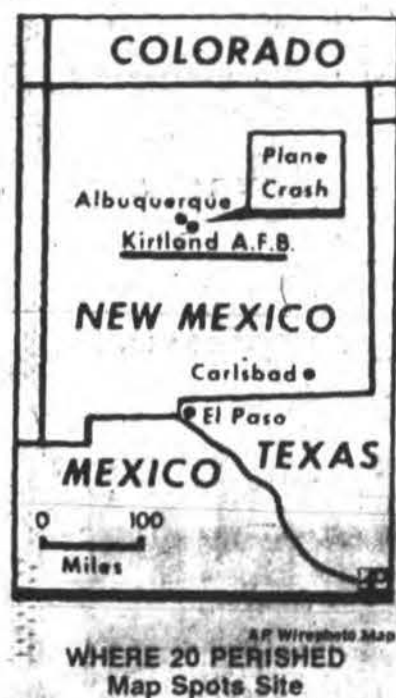 COLORADO
Plane
Crash
Albuquerque
Kirtland A.F.B.
NEW MEXICO
Carlsbad
El Paso
TEXAS
MEXICO
0 100
Miles
AP Wirephoto Map
WHERE 20 PERISHED
Map Spots Site